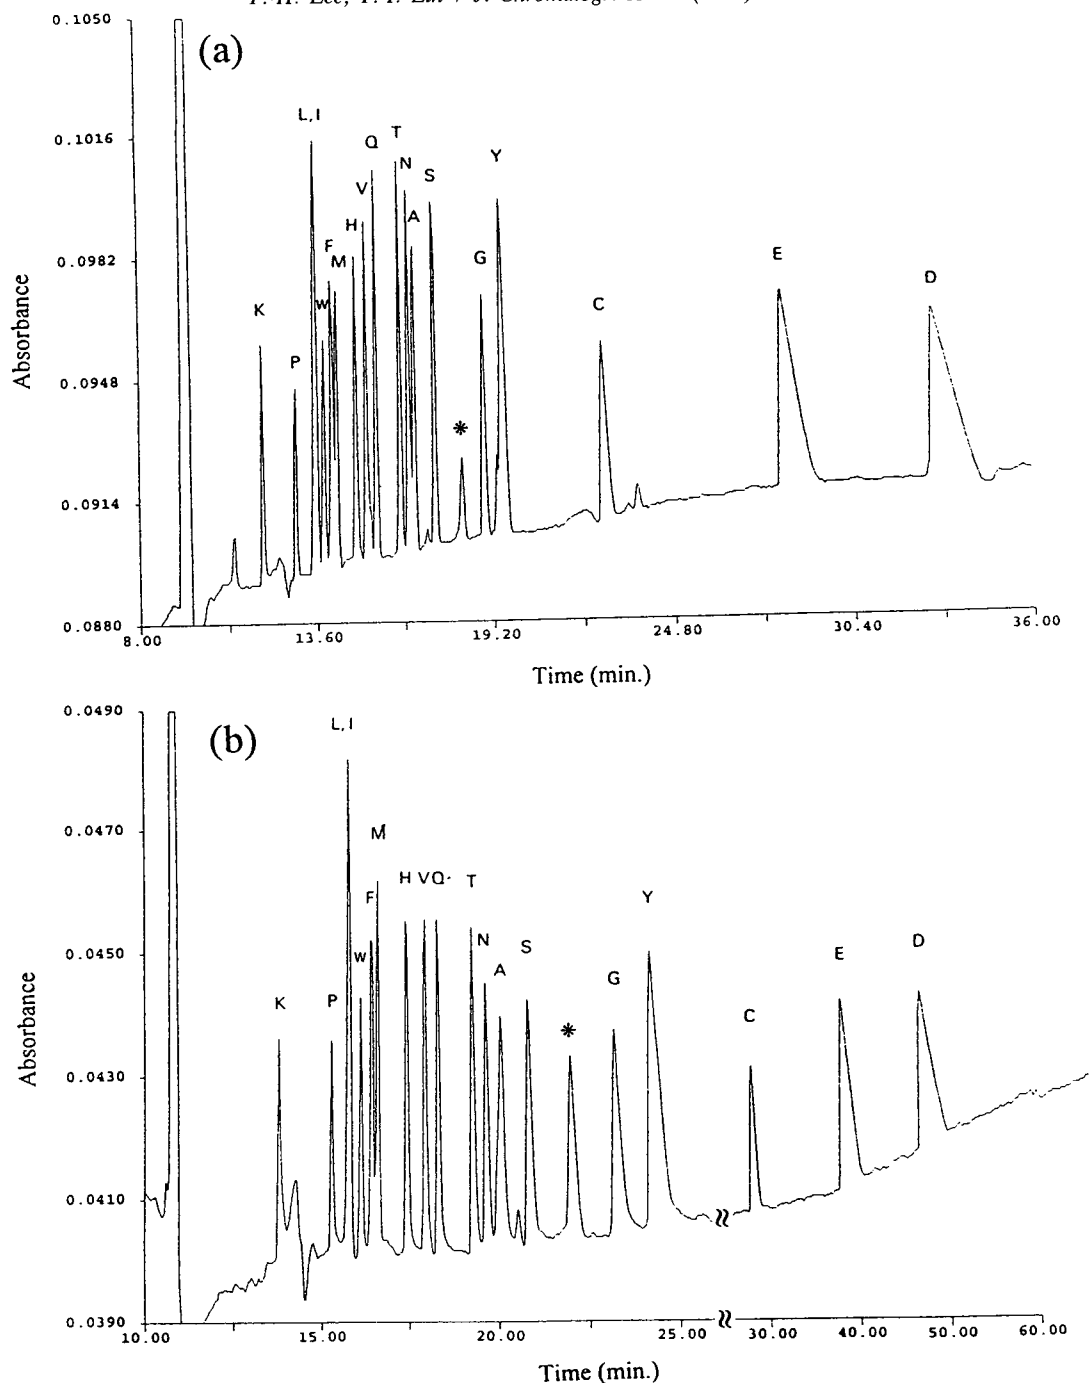 (a)
0.1050
0.1016
0.0982
0.0948
0.0914
0.0880
Absorbance
K
P
L,I
W
F
M
H
V
Q
T
N
A
S
*
G
Y
C
E
D
8.00 13.60 19.20 24.80 30.40 36.00
Time (min.)
(b)
0.0490
0.0470
0.0450
0.0430
0.0410
0.0390
Absorbance
K
P
L,I
W
F
M
H
V
Q
T
N
A
S
*
G
Y
C
E
D
10.00 15.00 20.00 25.00 30.00 40.00 50.00 60.00
Time (min.)